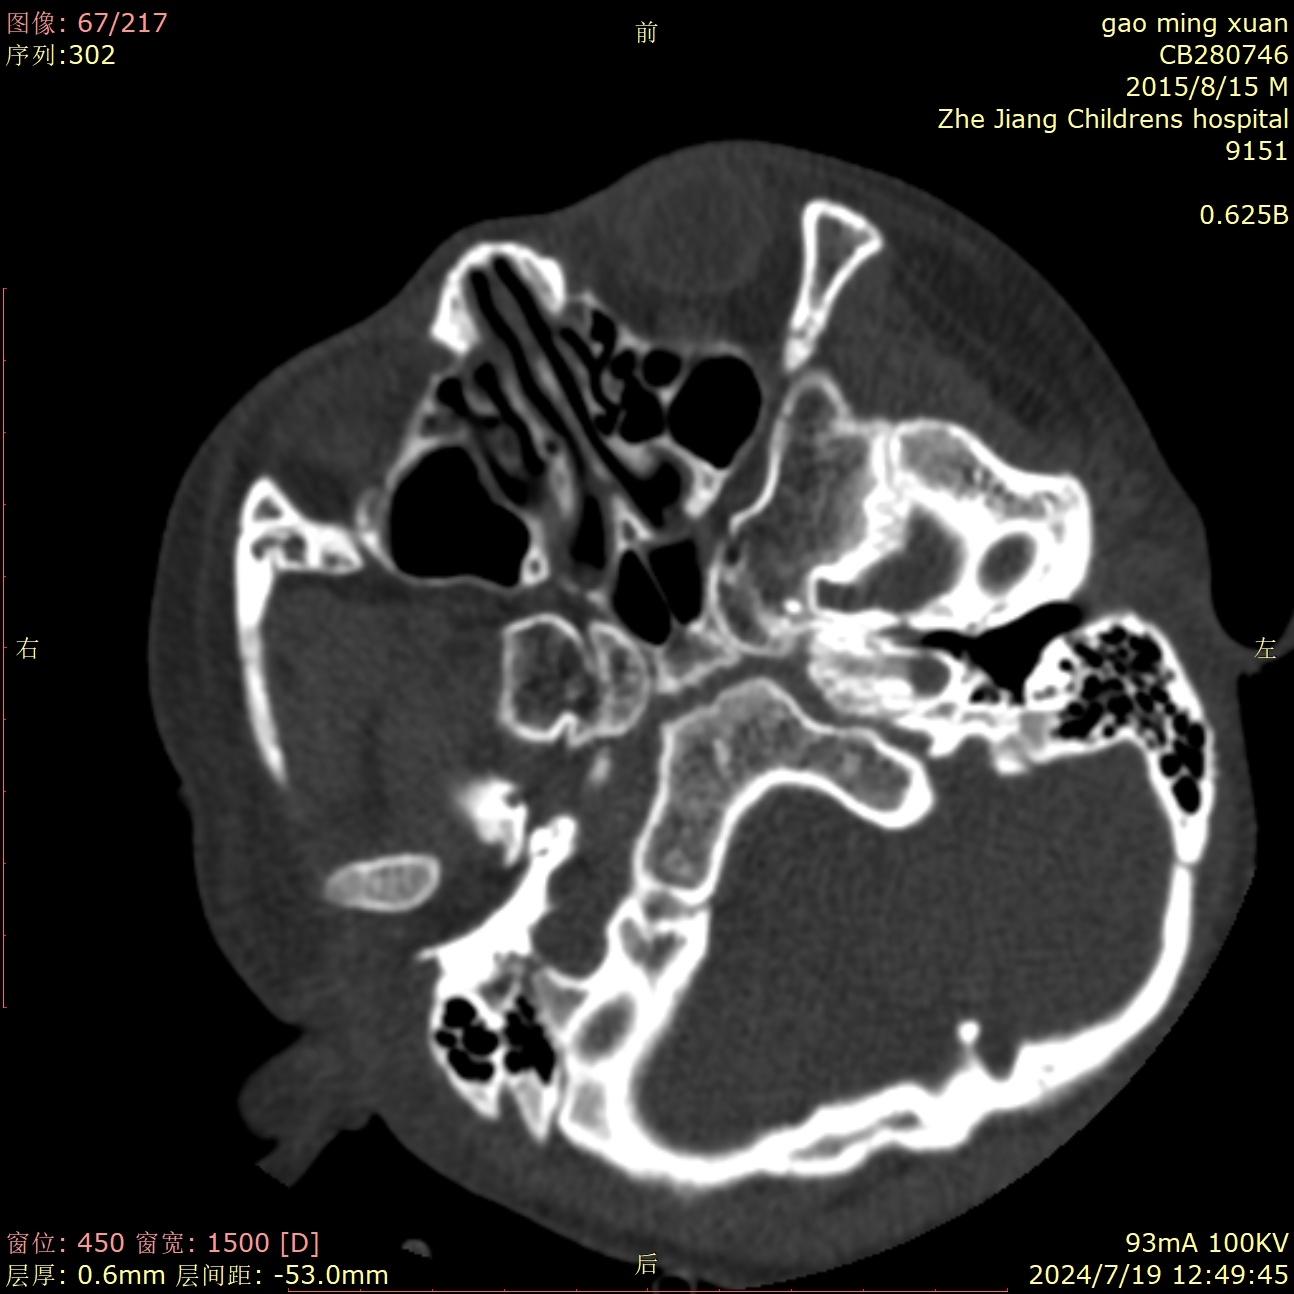 图像: 67/217
序列:302
前
gao ming xuan
CB280746
2015/8/15 M
Zhe Jiang Childrens hospital
9151
0.625B
右
左
窗位: 450 窗宽: 1500 [D]
层厚: 0.6mm 层间距: -53.0mm
后
93mA 100KV
2024/7/19 12:49:45